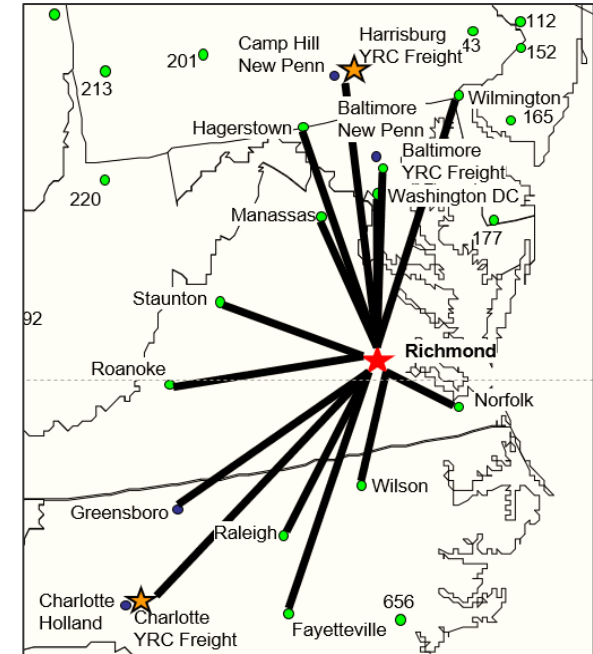 112
Harrisburg
YRC Freight
43
Camp Hill
New Penn
152
201
213
Baltimore
New Penn
Wilmington
165
Hagerstown
Baltimore
YRC Freight
Washington DC
220
Manassas
177
Staunton
92
Richmond
Roanoke
Norfolk
Wilson
Greensboro
Raleigh
Charlotte
Holland
656
Charlotte
YRC Freight
Fayetteville